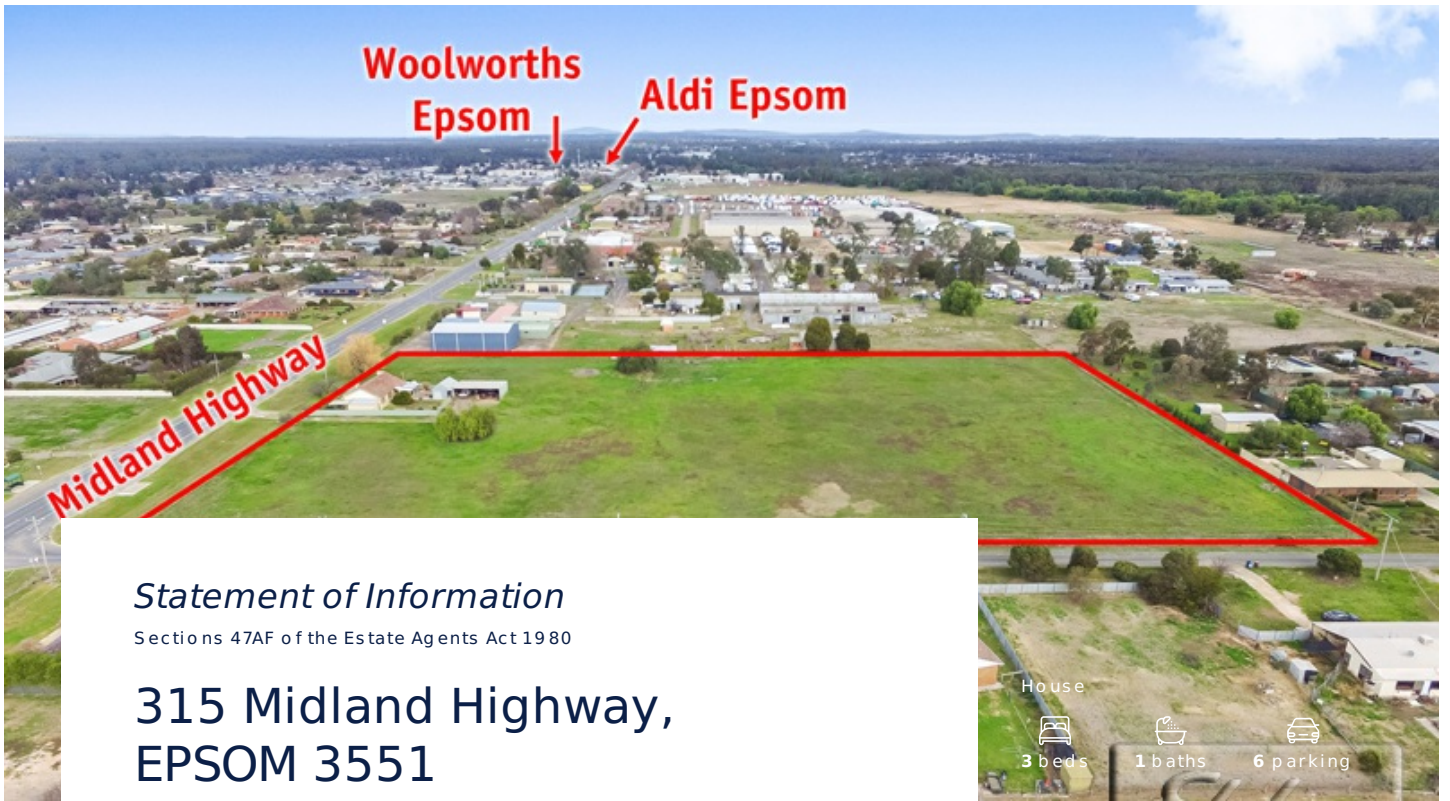 Woolworths
Epsom
Aldi Epsom
Midland Highway
Statement of Information
Sections 47AF of the Estate Agents Act 1980
315 Midland Highway,
EPSOM 3551
House
3 beds 1 baths 6 parking